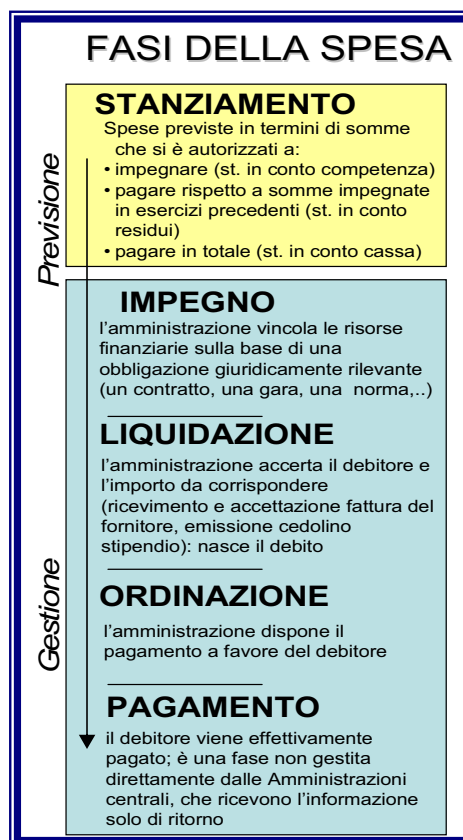 FASI DELLA SPESA
Previsione
STANZIAMENTO
Spese previste in termini di somme
che si è autorizzati a:
• impegnare (st. in conto competenza)
• pagare rispetto a somme impegnate
in esercizi precedenti (st. in conto
residui)
• pagare in totale (st. in conto cassa)
Gestione
IMPEGNO
l’amministrazione vincola le risorse
finanziarie sulla base di una
obbligazione giuridicamente rilevante
(un contratto, una gara, una norma,..)
LIQUIDAZIONE
l’amministrazione accerta il debitore e
l’importo da corrispondere
(ricevimento e accettazione fattura del
fornitore, emissione cedolino
stipendio): nasce il debito
ORDINAZIONE
l’amministrazione dispone il
pagamento a favore del debitore
PAGAMENTO
il debitore viene effettivamente
pagato; è una fase non gestita
direttamente dalle Amministrazioni
centrali, che ricevono l’informazione
solo di ritorno